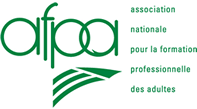 afpa
association
nationale
pour la formation
professionnelle
des adultes